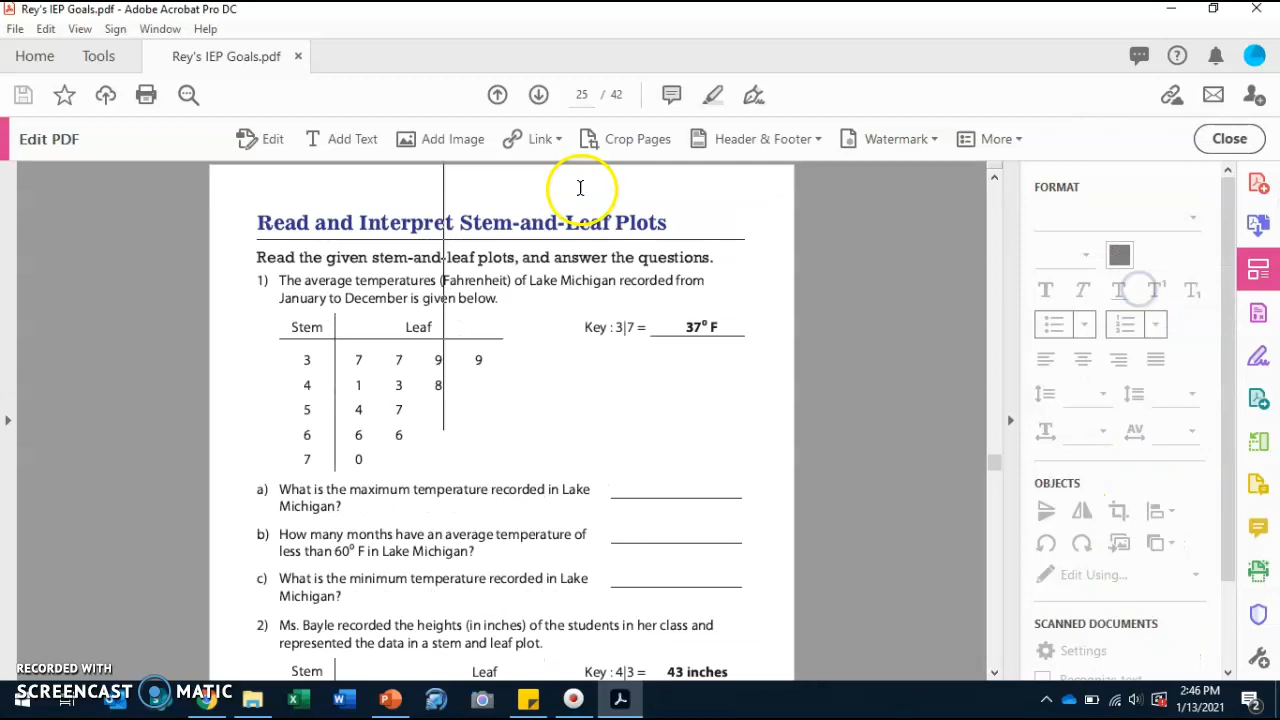 Rey's IEP Goals.pdf - Adobe Acrobat Pro DC
File Edit View Sign Window Help
Home Tools Rey's IEP Goals.pdf ×
25 / 42
Edit PDF Edit Add Text Add Image Link Crop Pages Header & Footer Watermark More Close
FORMAT
Read and Interpret Stem-and-Leaf Plots
Read the given stem-and-leaf plots, and answer the questions.
1) The average temperatures (Fahrenheit) of Lake Michigan recorded from
January to December is given below.
Stem Leaf Key : 3|7 = 37⁰ F
3 7 7 9 9
4 1 3 8
5 4 7
6 6 6
7 0
a) What is the maximum temperature recorded in Lake
Michigan?
b) How many months have an average temperature of
less than 60⁰ F in Lake Michigan?
c) What is the minimum temperature recorded in Lake
Michigan?
2) Ms. Bayle recorded the heights (in inches) of the students in her class and
represented the data in a stem and leaf plot.
Stem Leaf Key : 4|3 = 43 inches
OBJECTS
Edit Using...
SCANNED DOCUMENTS
Settings
Recognize text
RECORDED WITH
SCREENCAST MATIC
2:46 PM
1/13/2021
2